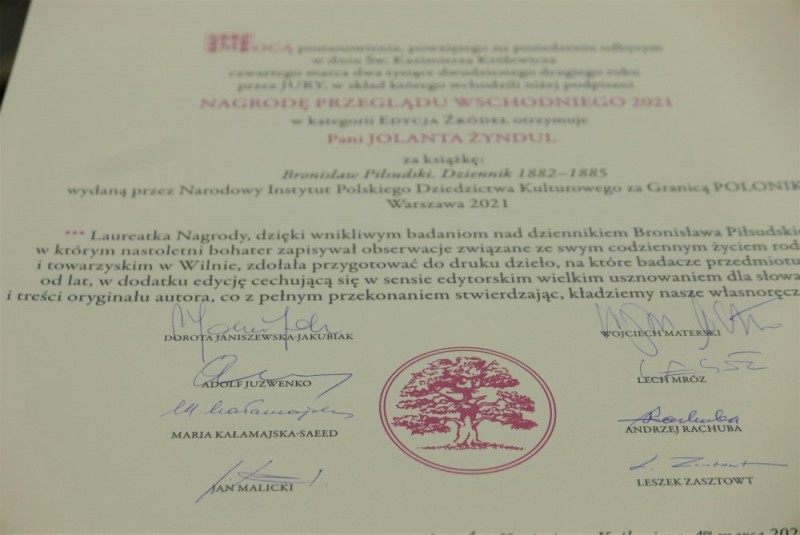 MOCĄ postanowienia, powziętego na posiedzeniu odbytym
w dniu Św. Kazimierza Królewicza
czwartego marca dwa tysiące dwudziestego drugiego roku
przez JURY, w skład którego wchodzili niżej podpisani
NAGRODĘ PRZEGLĄDU WSCHODNIEGO 2021
w kategorii EDYCJA ŹRÓDEŁ otrzymuje
Pani JOLANTA ŻYNDUL
za książkę:
Bronisław Piłsudski. Dziennik 1882–1885
wydaną przez Narodowy Instytut Polskiego Dziedzictwa Kulturowego za Granicą POLONIK
Warszawa 2021
*** Laureatka Nagrody, dzięki wnikliwym badaniom nad dziennikiem Bronisława Piłsudskie
w którym nastoletni bohater zapisywał obserwacje związane ze swym codziennym życiem rod
i towarzyskim w Wilnie, zdołała przygotować do druku dzieło, na które badacze przedmiotu
od lat, w dodatku edycję cechującą się w sensie edytorskim wielkim usznowaniem dla słowa
i treści oryginału autora, co z pełnym przekonaniem stwierdzając, kładziemy nasze własnoręcz
DOROTA JANISZEWSKA-JAKUBIAK
WOJCIECH MATERSKI
ADOLF JUZWENKO
LECH MRÓZ
M. Kałamajska
MARIA KAŁAMAJSKA-SAEED
Rachuba
ANDRZEJ RACHUBA
JAN MALICKI
L. Zasztowt
LESZEK ZASZTOWT